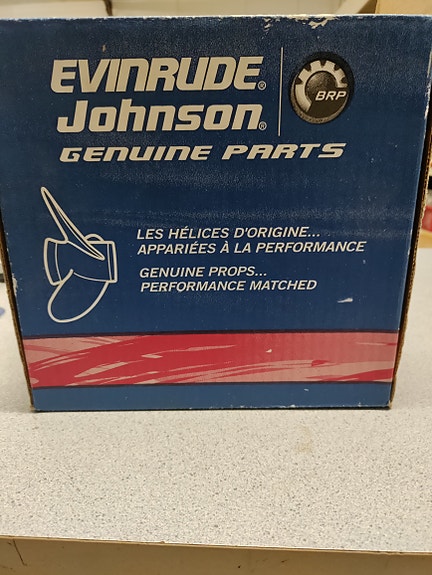 EVINRUDE®
Johnson®
BRP
GENUINE PARTS
LES HÉLICES D'ORIGINE...
APPARIÉES À LA PERFORMANCE
GENUINE PROPS...
PERFORMANCE MATCHED